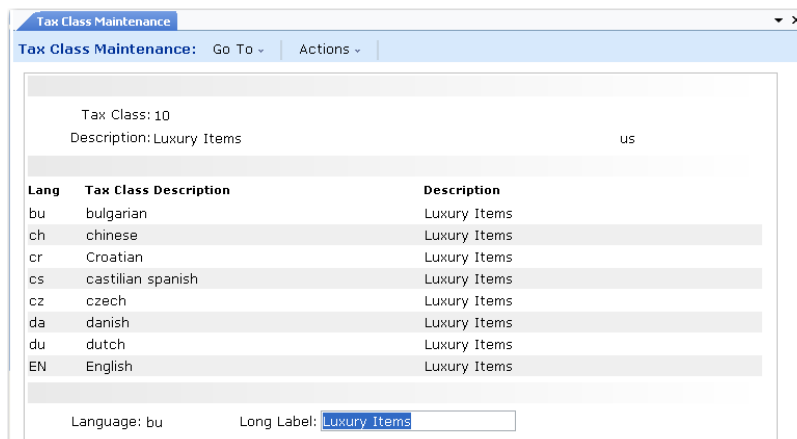 Tax Class Maintenance
Tax Class Maintenance: Go To Actions
Tax Class: 10
Description: Luxury Items us
Lang Tax Class Description Description
bu bulgarian Luxury Items
ch chinese Luxury Items
cr Croatian Luxury Items
cs castilian spanish Luxury Items
cz czech Luxury Items
da danish Luxury Items
du dutch Luxury Items
EN English Luxury Items
Language: bu Long Label: Luxury Items